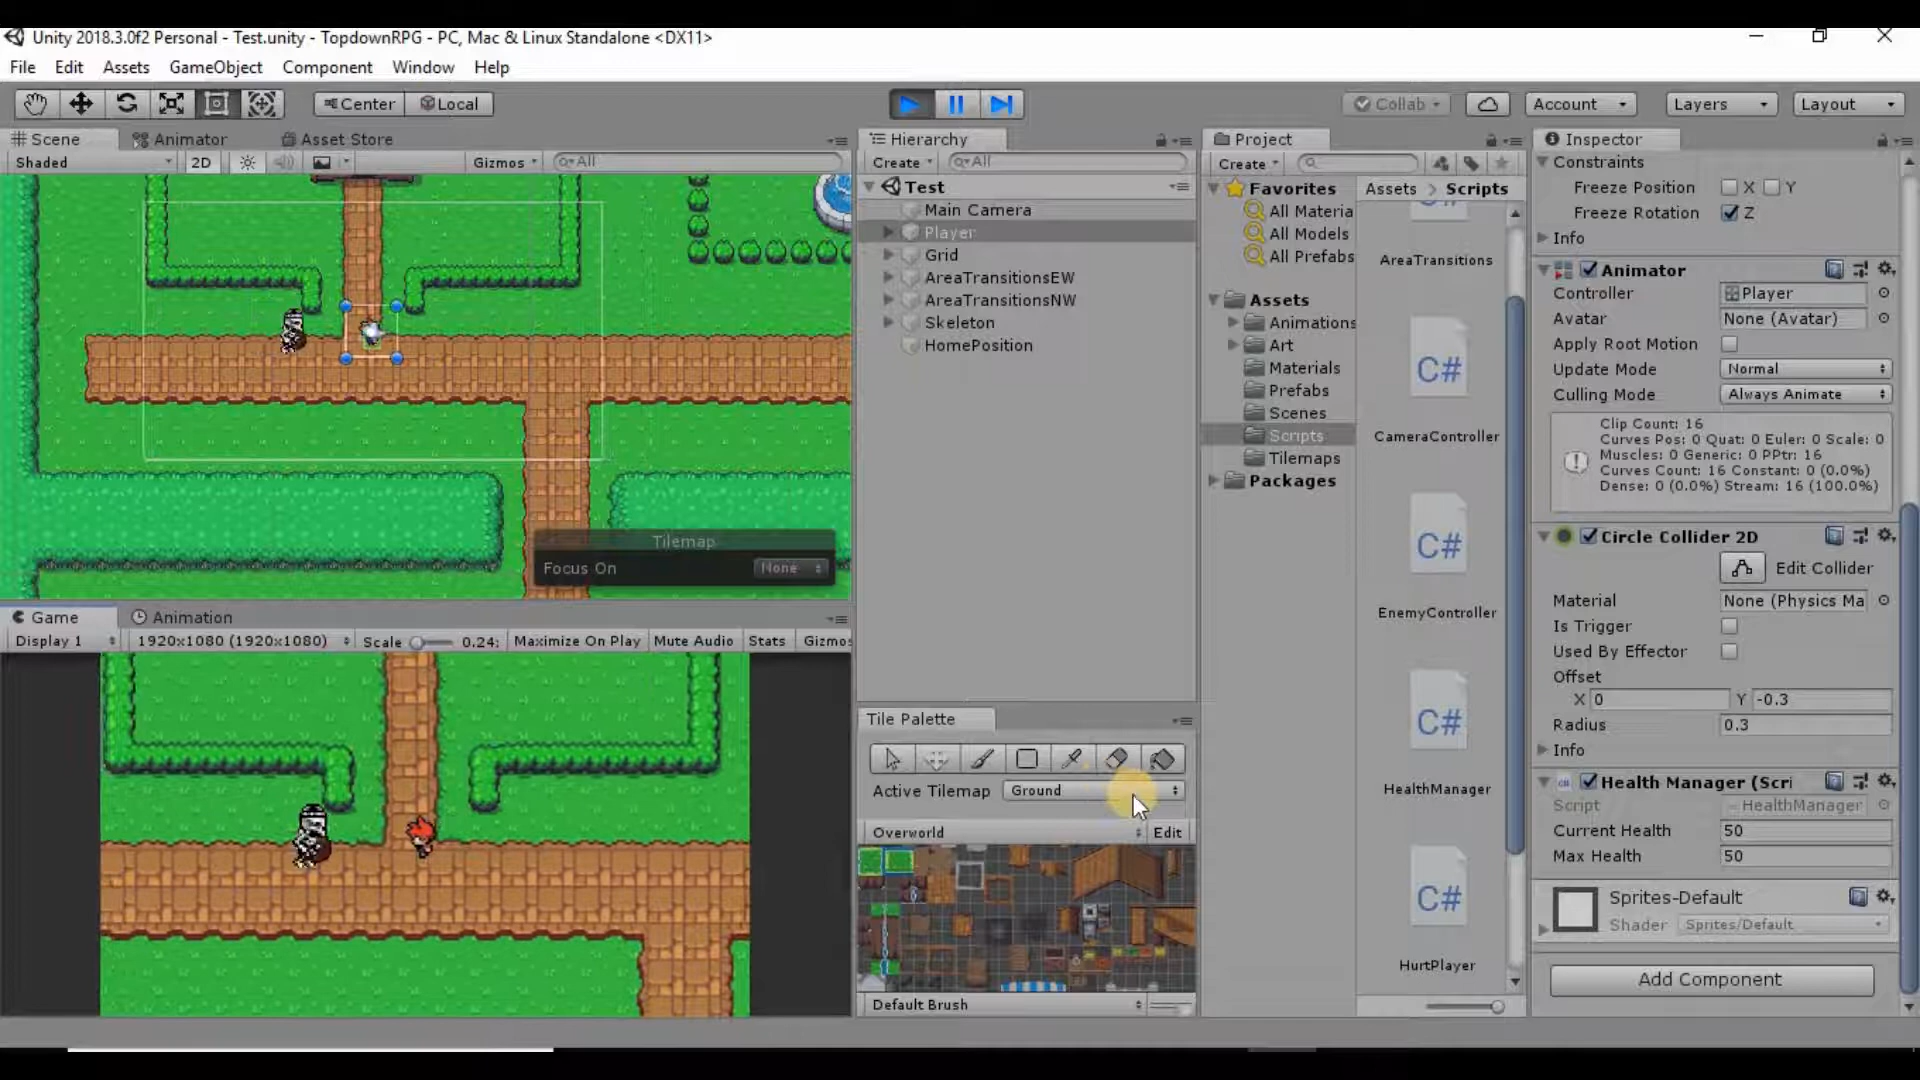 Unity 2018.3.0f2 Personal - Test.unity - TopdownRPG - PC, Mac & Linux Standalone <DX11>
File Edit Assets GameObject Component Window Help
Center Local Collab Account Layers Layout
Scene Animator Asset Store
Shaded 2D Gizmos All
Tilemap
Focus On None
Game Animation
Display 1 1920x1080 (1920x1080) Scale 0.24: Maximize On Play Mute Audio Stats Gizmos
Hierarchy
Create All
Test
Main Camera
Player
Grid
AreaTransitionsEW
AreaTransitionsNW
Skeleton
HomePosition
Tile Palette
Active Tilemap Ground
Overworld Edit
Default Brush
Project
Create
Favorites
All Materia
All Models
All Prefabs
Assets
Animations
Art
Materials
Prefabs
Scenes
Scripts
Tilemaps
Packages
Assets > Scripts
AreaTransitions
C#
CameraController
C#
EnemyController
C#
HealthManager
C#
HurtPlayer
Inspector
Constraints
Freeze Position X Y
Freeze Rotation Z
Info
Animator
Controller Player
Avatar None (Avatar)
Apply Root Motion
Update Mode Normal
Culling Mode Always Animate
Clip Count: 16
Curves Pos: 0 Quat: 0 Euler: 0 Scale: 0
Muscles: 0 Generic: 0 PPtr: 16
Curves Count: 16 Constant: 0 (0.0%)
Dense: 0 (0.0%) Stream: 16 (100.0%)
Circle Collider 2D
Edit Collider
Material None (Physics Ma
Is Trigger
Used By Effector
Offset
X 0 Y -0.3
Radius 0.3
Info
Health Manager (Scri
Script HealthManager
Current Health 50
Max Health 50
Sprites-Default
Shader Sprites/Default
Add Component